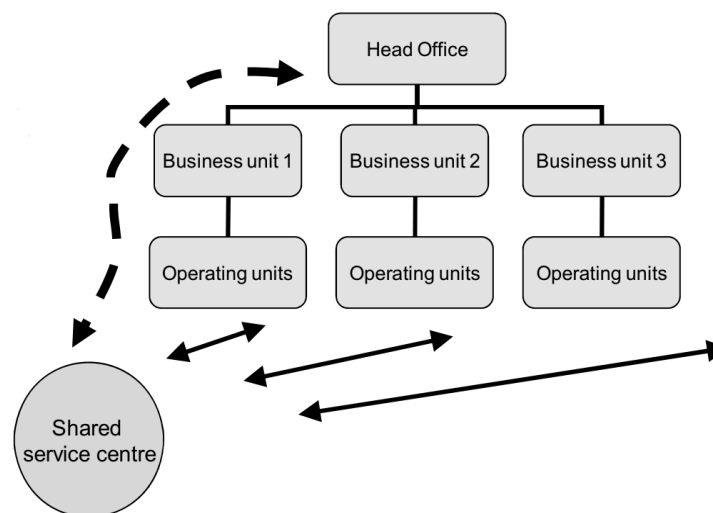 Head Office
Business unit 1
Business unit 2
Business unit 3
Operating units
Operating units
Operating units
Shared
service centre